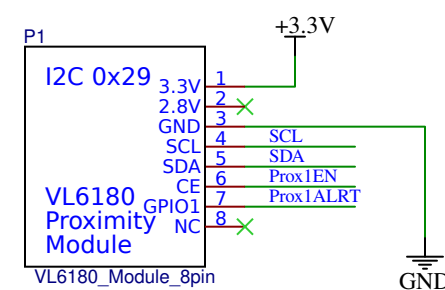 P1
+3.3V
I2C 0x29
3.3V 1
2.8V 2
GND 3
SCL 4 SCL
SDA 5 SDA
CE 6 Prox1EN
GPIO1 7 Prox1ALRT
NC 8
VL6180
Proximity
Module
VL6180_Module_8pin
GND